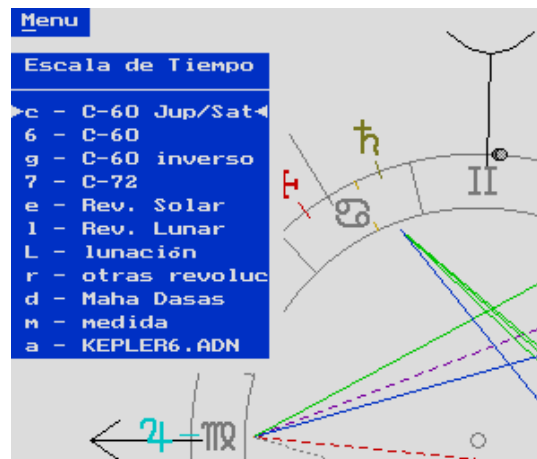 Menu
Escala de Tiempo
c - C-60 Jup/Sat
6 - C-60
g - C-60 inverso
7 - C-72
e - Rev. Solar
l - Rev. Lunar
L - lunación
r - otras revoluc
d - Maha Dasas
m - medida
a - KEPLER6.ADN